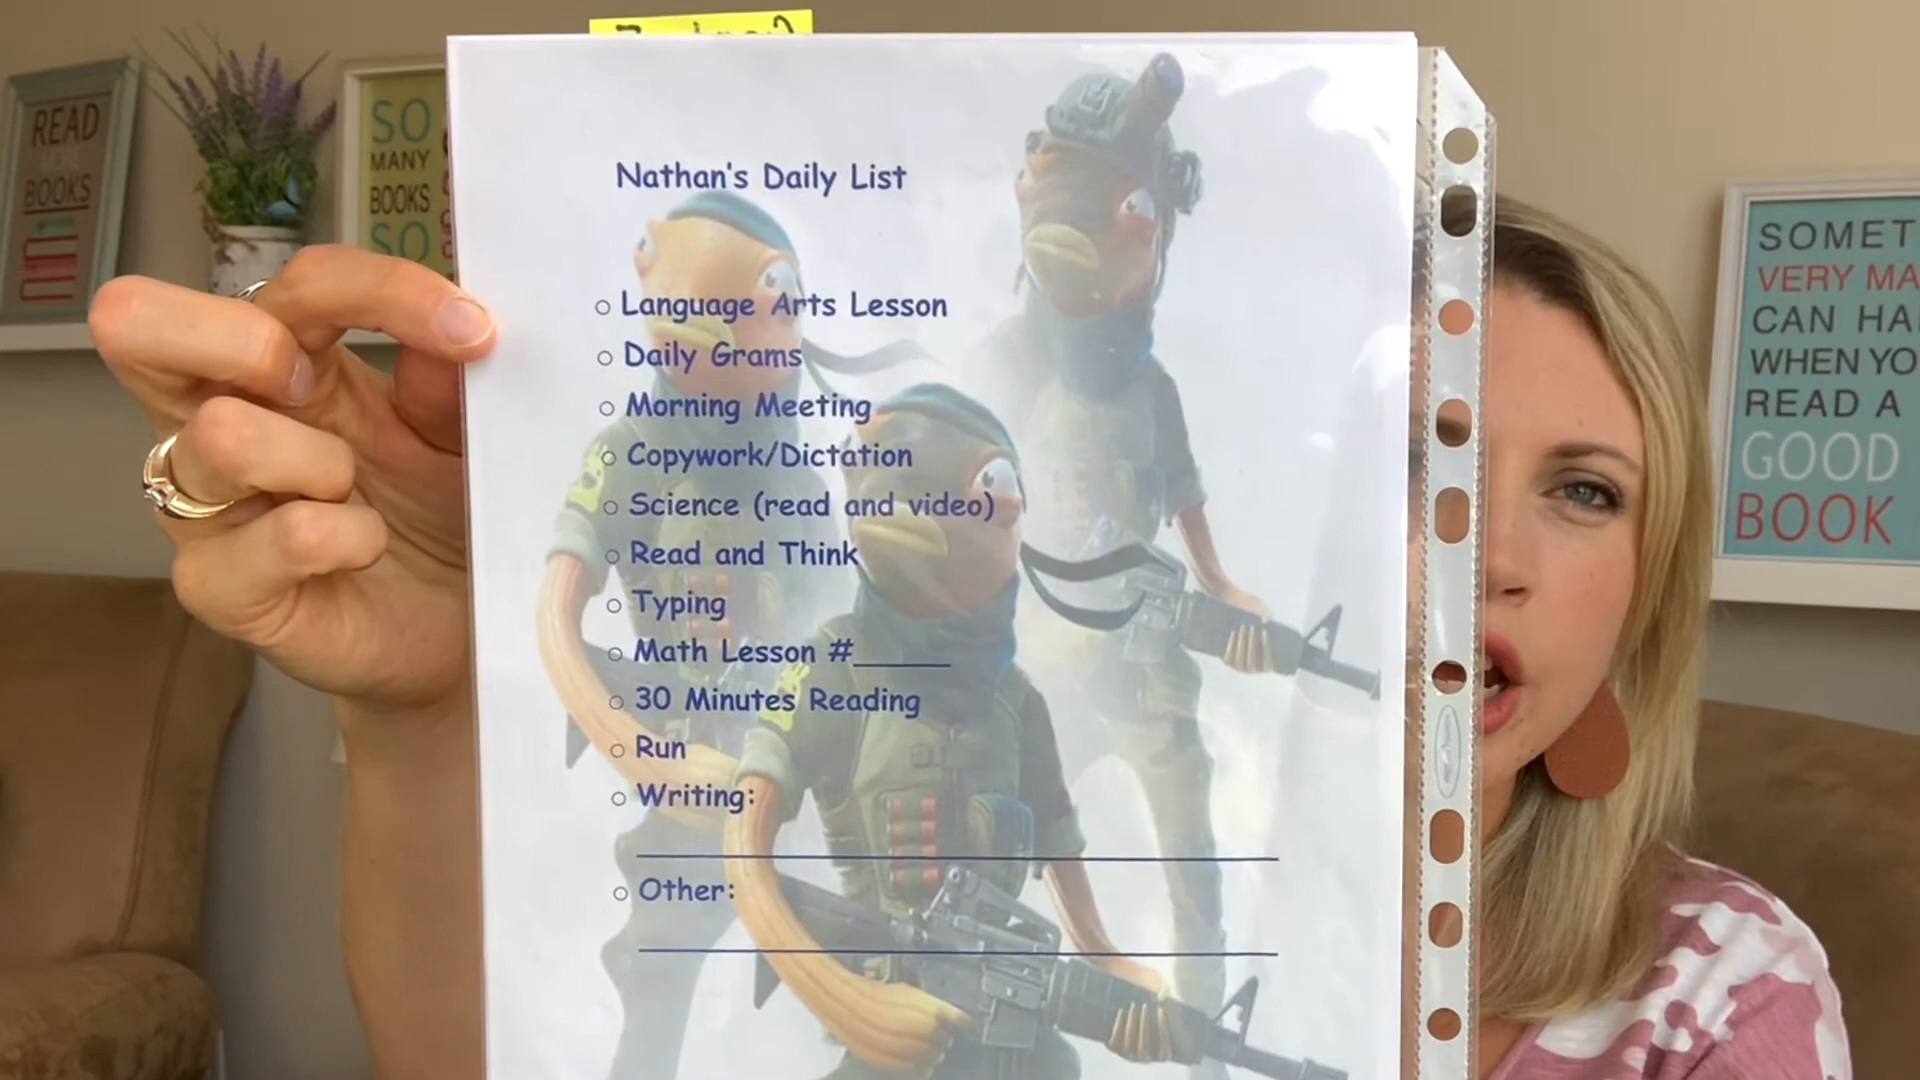 Nathan's Daily List
Language Arts Lesson
Daily Grams
Morning Meeting
Copywork/Dictation
Science (read and video)
Read and Think
Typing
Math Lesson #______
30 Minutes Reading
Run
Writing:
Other:
READ
MORE
BOOKS
SO
MANY
BOOKS
SO
SOMET
VERY MA
CAN HA
WHEN YO
READ A
GOOD
BOOK